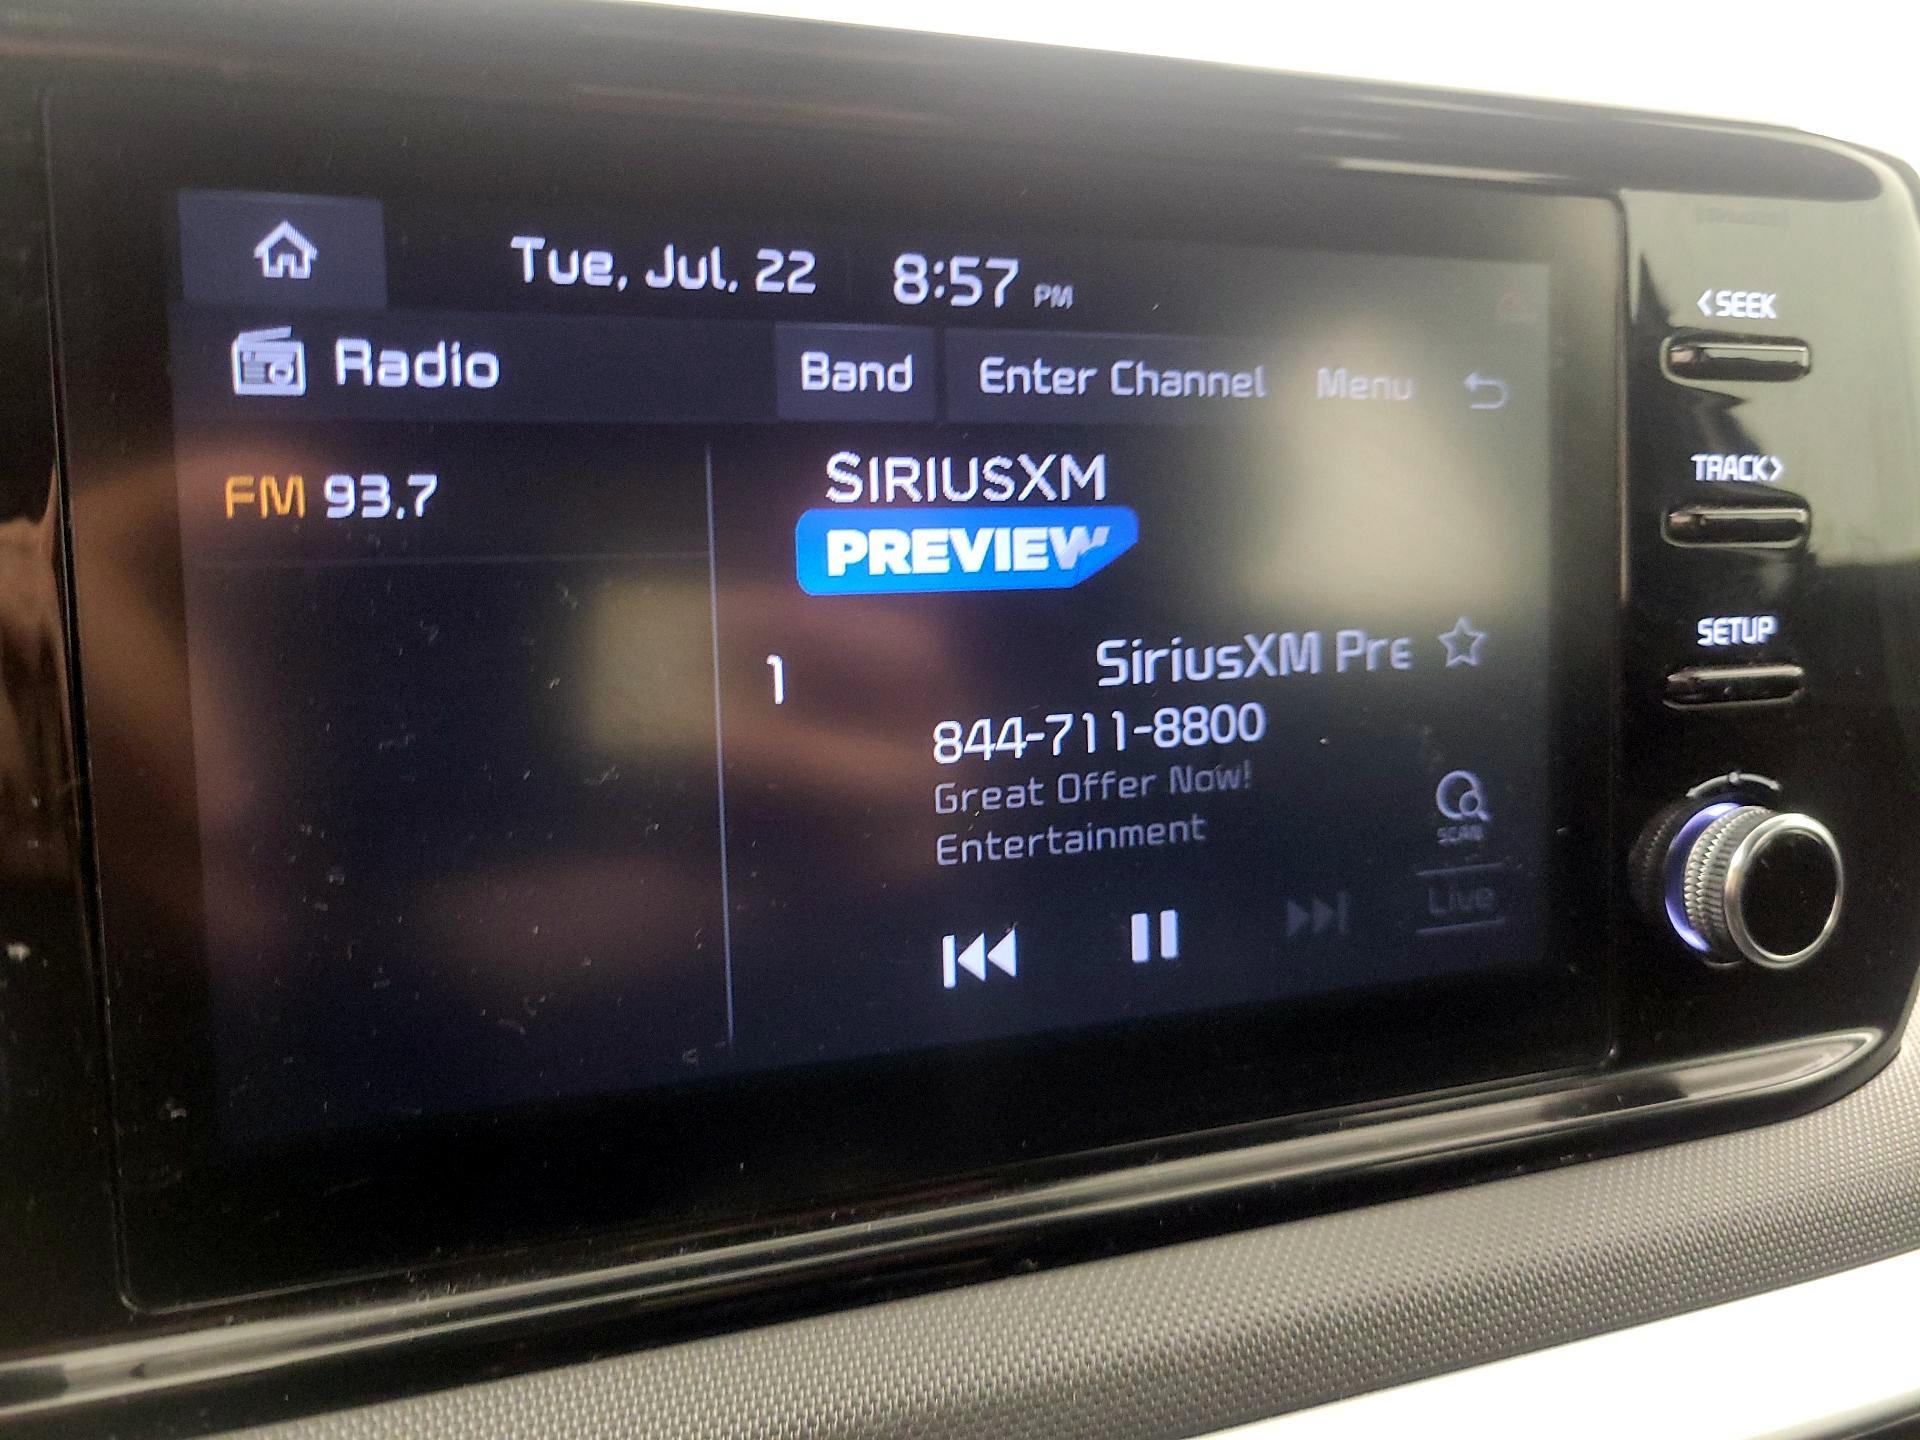 Tue, Jul. 22 8:57 PM
Radio Band Enter Channel Menu
FM 93.7
SIRIUSXM
PREVIEW
1 SiriusXM Pre
844-711-8800
Great Offer Now!
Entertainment
SCAN
Live
<SEEK
TRACK>
SETUP